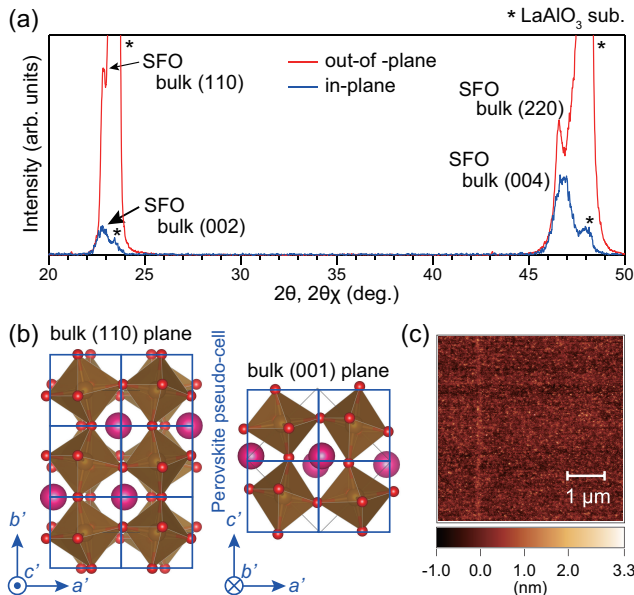 (a)
* LaAlO₃ sub.
Intensity (arb. units)
SFO
bulk (110)
*
out-of -plane
in-plane
*
SFO
bulk (220)
SFO
bulk (004)
SFO
bulk (002)
*
*
20 25 30 35 40 45 50
2θ, 2θχ (deg.)
(b) bulk (110) plane
bulk (001) plane
Perovskite pseudo-cell
b'
c'
a'
c'
b'
a'
(c)
1 μm
-1.0 0.0 1.0 2.0 3.3
(nm)